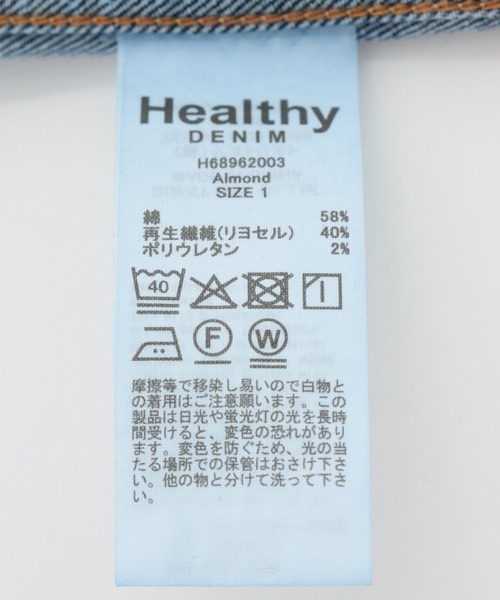 Healthy
DENIM
H68962003
Almond
SIZE 1
綿 58%
再生繊維(リヨセル) 40%
ポリウレタン 2%
40
F W
摩擦等で移染し易いので白物と
の着用はご注意願います。この
製品は日光や蛍光灯の光を長時
間受けると、変色の恐れがあり
ます。変色を防ぐため、光の当
たる場所での保管はおさけ下さ
い。他の物と分けて洗って下さ
い。